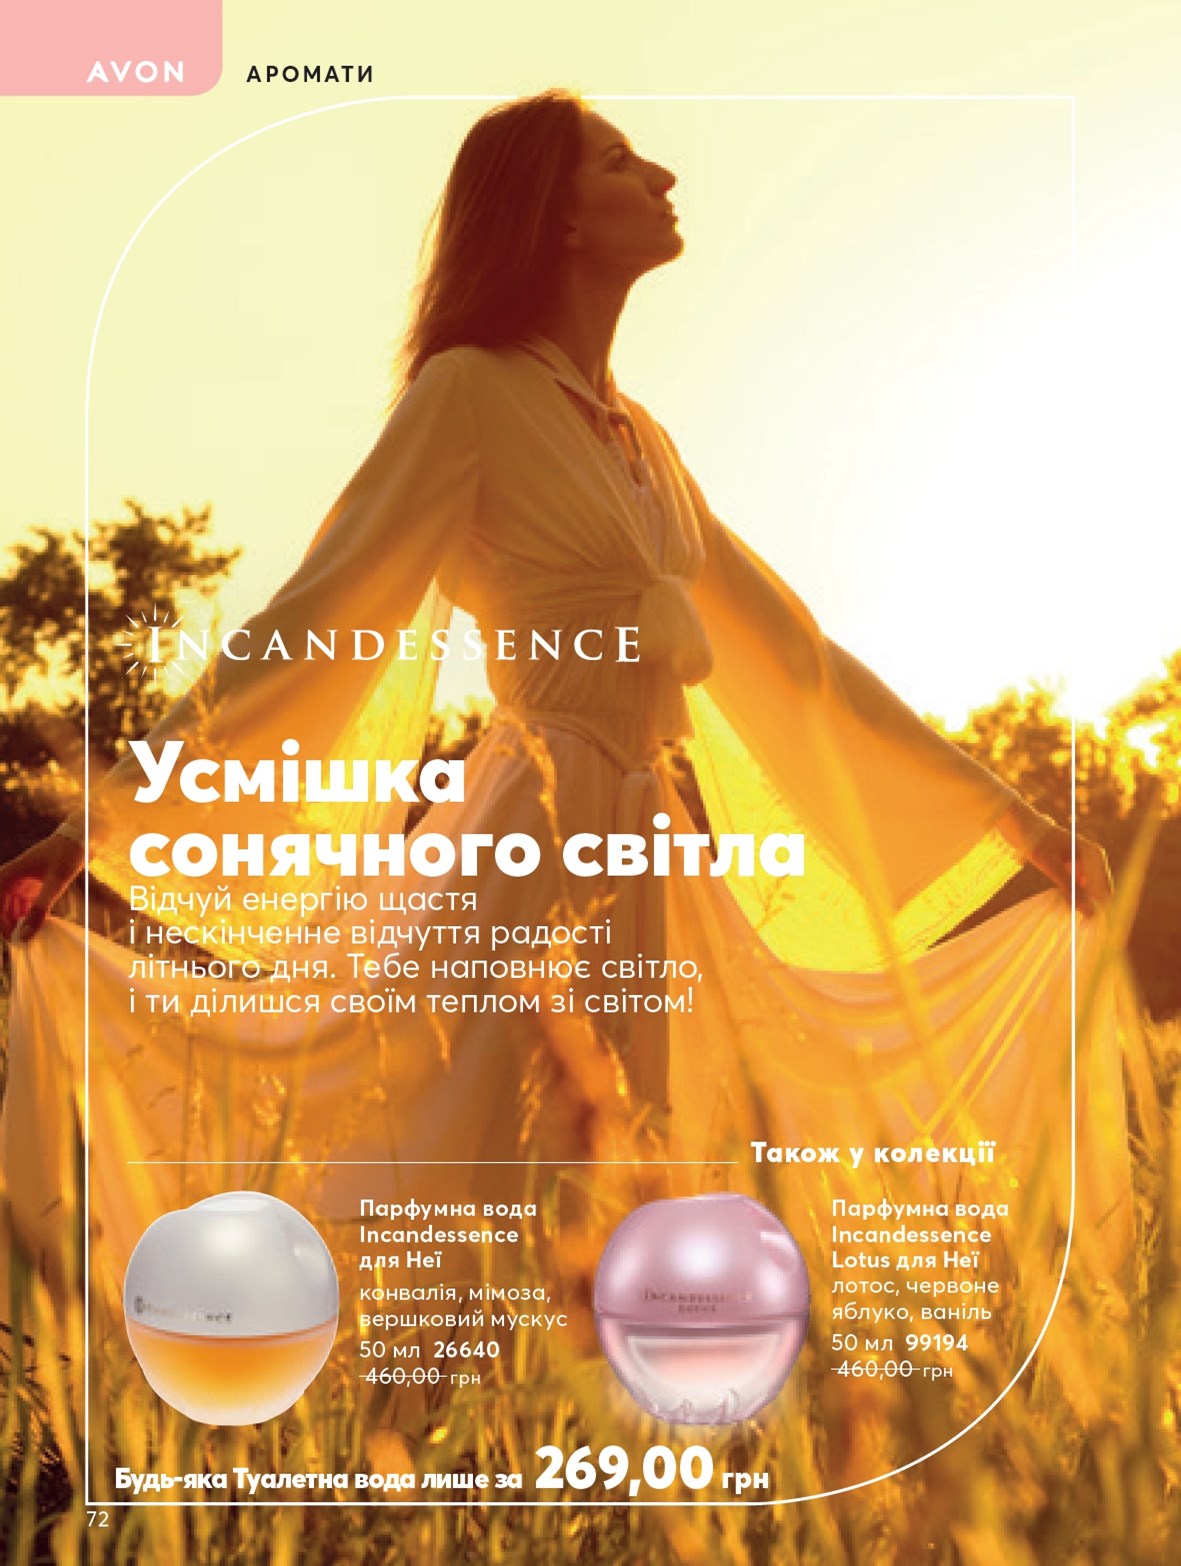 AVON
АРОМАТИ
INCANDESSENCE
Усмішка
сонячного світла
Відчуй енергію щастя
і нескінченне відчуття радості
літнього дня. Тебе наповнює світло,
і ти ділишся своїм теплом зі світом!
Також у колекції
Парфумна вода
Incandessence
для Неї
конвалія, мімоза,
вершковий мускус
50 мл 26640
460,00 грн
INCANDESSENCE
Парфумна вода
Incandessence
Lotus для Неї
лотос, червоне
яблуко, ваніль
50 мл 99194
460,00 грн
Будь-яка Туалетна вода лише за 269,00 грн
72